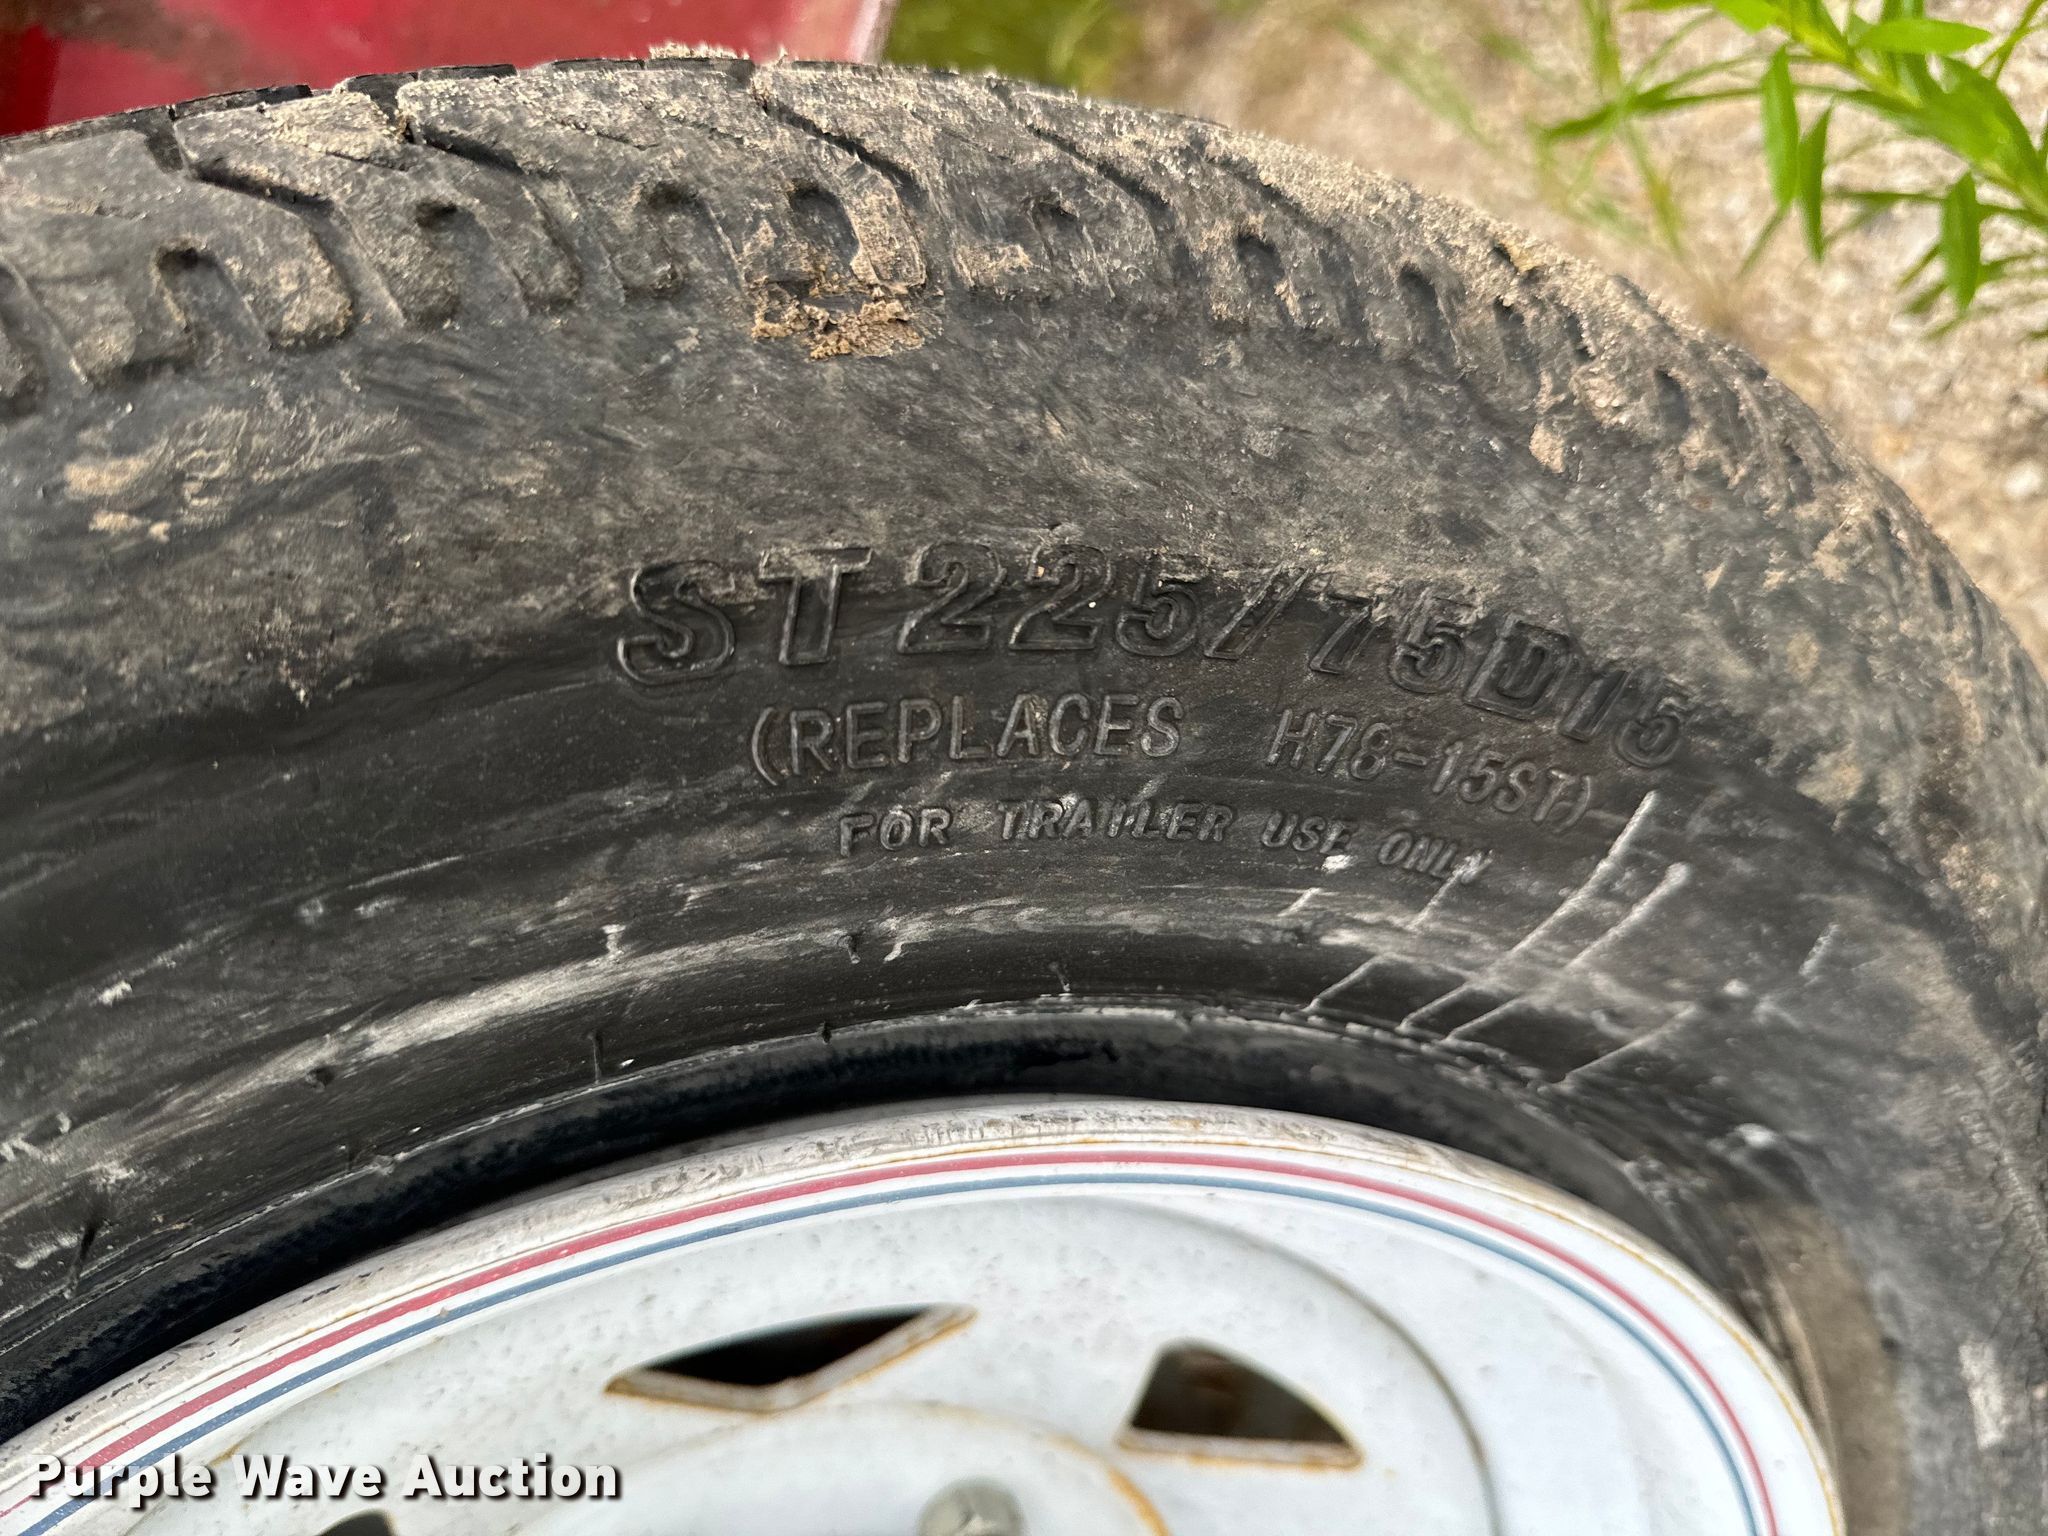 ST 225/75D15
(REPLACES H78-15ST)
FOR TRAILER USE ONLY
Purple Wave Auction